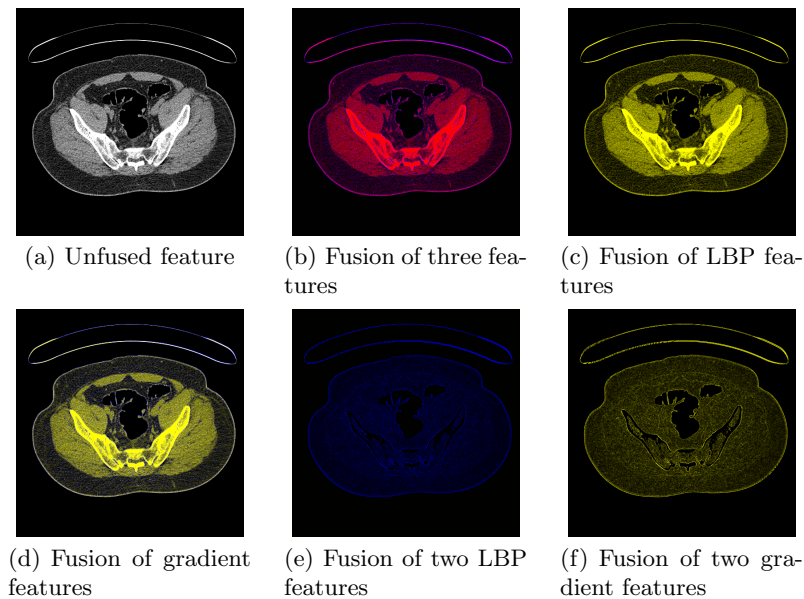 (a) Unfused feature
(b) Fusion of three fea-
tures
(c) Fusion of LBP fea-
tures
(d) Fusion of gradient
features
(e) Fusion of two LBP
features
(f) Fusion of two gra-
dient features